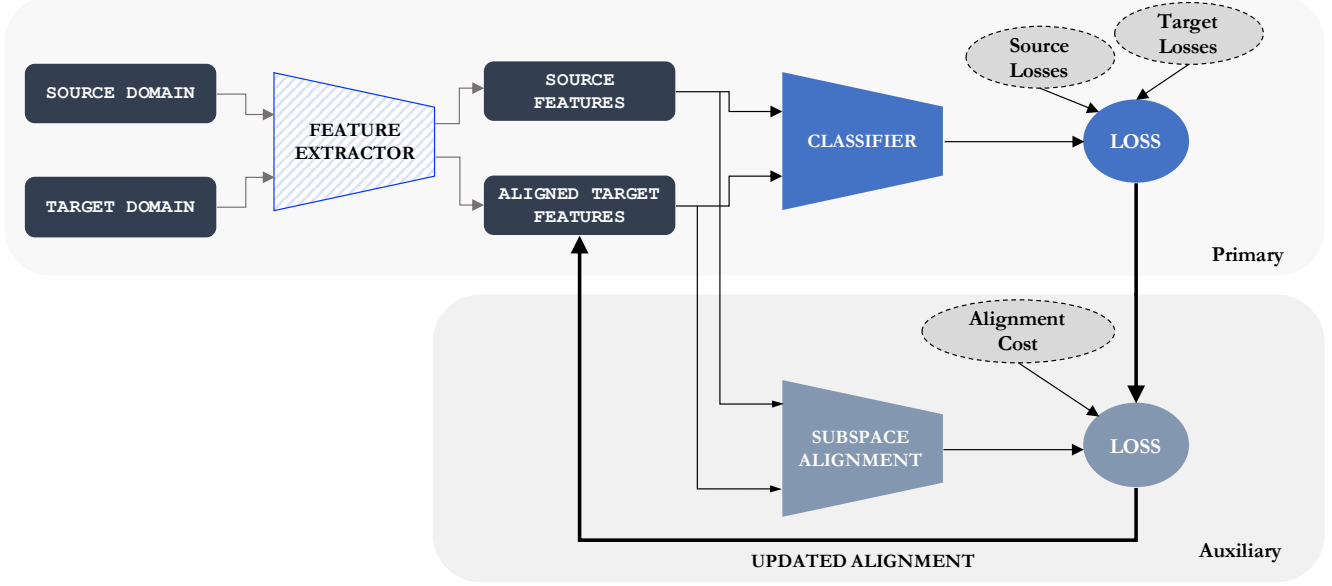 Target
Losses
Source
Losses
SOURCE DOMAIN
SOURCE
FEATURES
FEATURE
EXTRACTOR
CLASSIFIER
LOSS
TARGET DOMAIN
ALIGNED TARGET
FEATURES
Primary
Alignment
Cost
SUBSPACE
ALIGNMENT
LOSS
UPDATED ALIGNMENT
Auxiliary